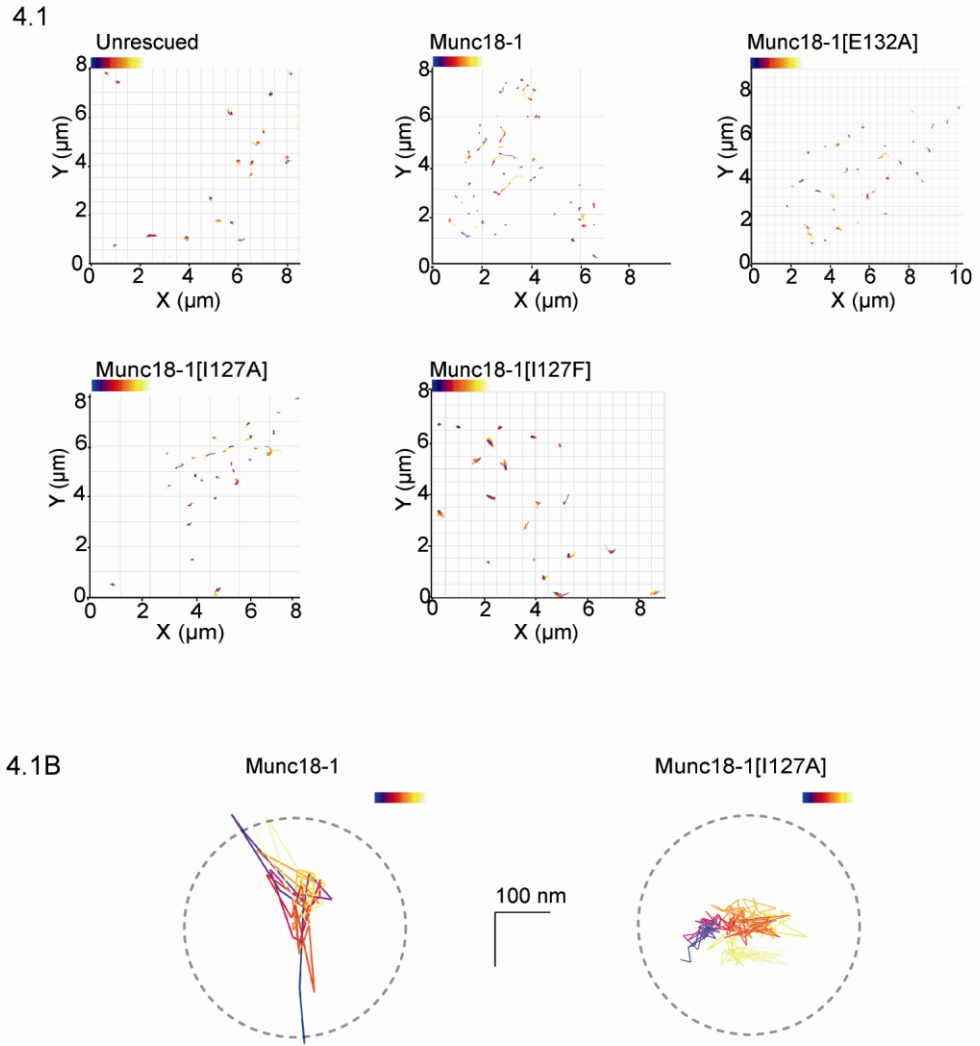 4.1
Unrescued
8
6
4
2
0
Y (µm)
0 2 4 6 8
X (µm)
Munc18-1
8
6
4
2
0
Y (µm)
0 2 4 6 8
X (µm)
Munc18-1[E132A]
8
6
4
2
0
Y (µm)
0 2 4 6 8 10
X (µm)
Munc18-1[I127A]
8
6
4
2
0
Y (µm)
0 2 4 6 8
X (µm)
Munc18-1[I127F]
8
6
4
2
0
Y (µm)
0 2 4 6 8
X (µm)
4.1B
Munc18-1
100 nm
Munc18-1[I127A]